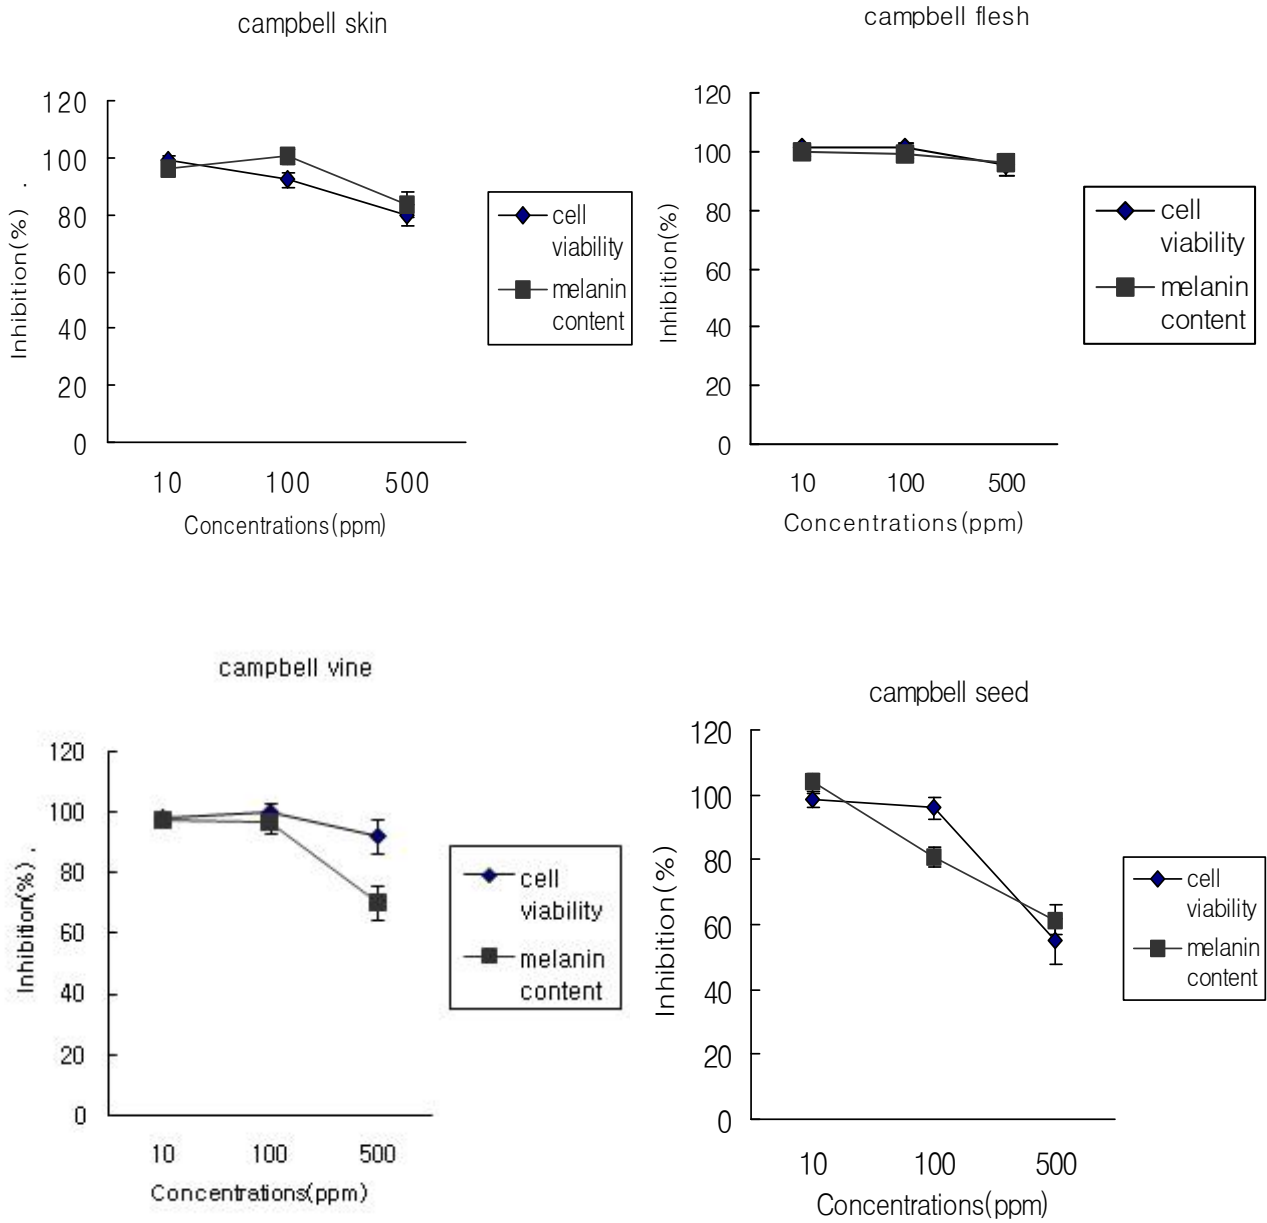 campbell skin
120
100
80
60
40
20
0
Inhibition(%) .
10 100 500
Concentrations(ppm)
cell
viability
melanin
content
campbell flesh
120
100
80
60
40
20
0
Inhibition(%)
10 100 500
Concentrations(ppm)
cell
viability
melanin
content
campbell vine
120
100
80
60
40
20
0
Inhibition(%) .
10 100 500
Concentrations(ppm)
cell
viability
melanin
content
campbell seed
120
100
80
60
40
20
0
Inhibition(%)
10 100 500
Concentrations(ppm)
cell
viability
melanin
content